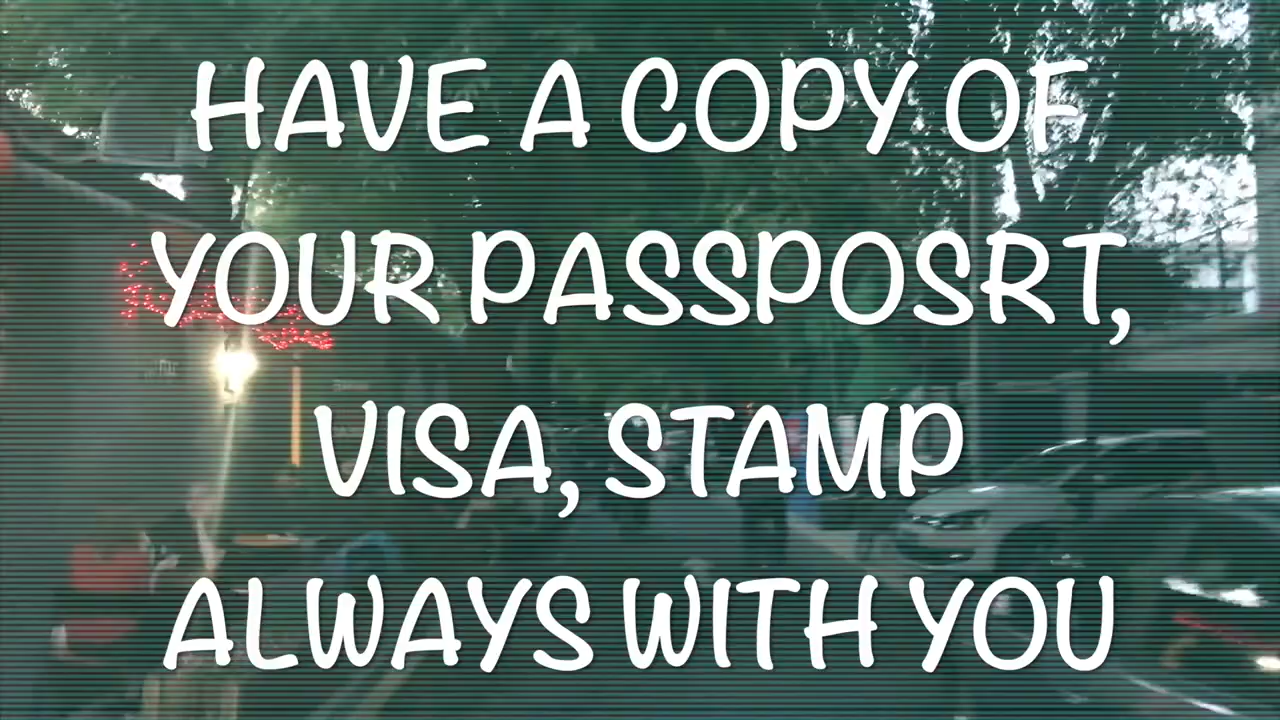 HAVE A COPY OF
YOUR PASSPOSRT,
VISA, STAMP
ALWAYS WITH YOU